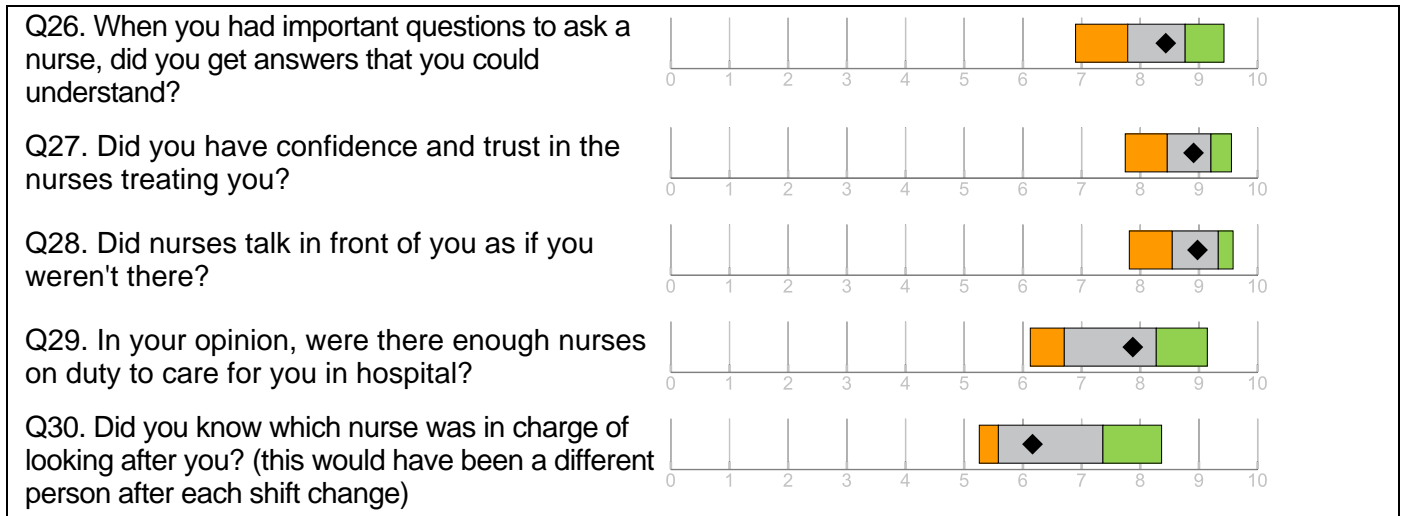 Q26. When you had important questions to ask a
nurse, did you get answers that you could
understand?
0 1 2 3 4 5 6 7 8 9 10
Q27. Did you have confidence and trust in the
nurses treating you?
0 1 2 3 4 5 6 7 8 9 10
Q28. Did nurses talk in front of you as if you
weren't there?
0 1 2 3 4 5 6 7 8 9 10
Q29. In your opinion, were there enough nurses
on duty to care for you in hospital?
0 1 2 3 4 5 6 7 8 9 10
Q30. Did you know which nurse was in charge of
looking after you? (this would have been a different
person after each shift change)
0 1 2 3 4 5 6 7 8 9 10